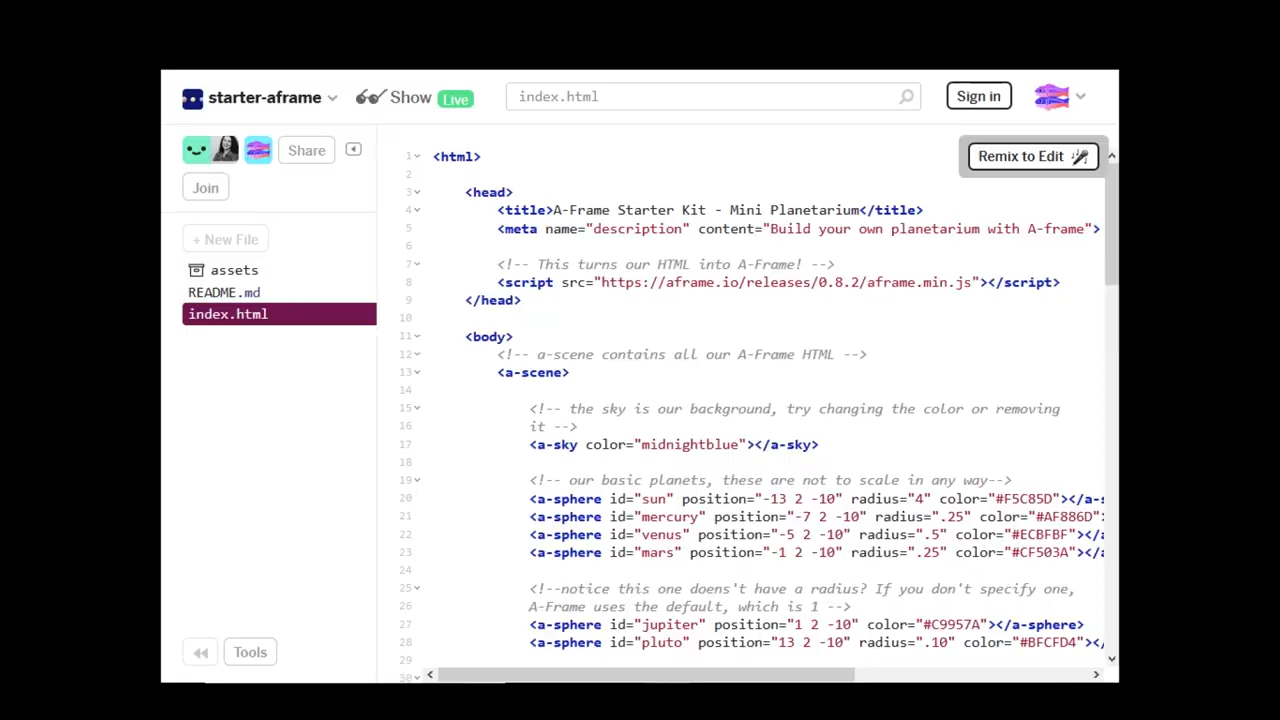 starter-aframe Show Live index.html Sign in
Share
Join
+ New File
assets
README.md
index.html
Tools
Remix to Edit
1 <html>
2
3 <head>
4 <title>A-Frame Starter Kit - Mini Planetarium</title>
5 <meta name="description" content="Build your own planetarium with A-frame">
6
7 <!-- This turns our HTML into A-Frame! -->
8 <script src="https://aframe.io/releases/0.8.2/aframe.min.js"></script>
9 </head>
10
11 <body>
12 <!-- a-scene contains all our A-Frame HTML -->
13 <a-scene>
14
15 <!-- the sky is our background, try changing the color or removing
16 it -->
17 <a-sky color="midnightblue"></a-sky>
18
19 <!-- our basic planets, these are not to scale in any way-->
20 <a-sphere id="sun" position="-13 2 -10" radius="4" color="#F5C85D"></a-s
21 <a-sphere id="mercury" position="-7 2 -10" radius=".25" color="#AF886D">
22 <a-sphere id="venus" position="-5 2 -10" radius=".5" color="#ECBFBF"></a
23 <a-sphere id="mars" position="-1 2 -10" radius=".25" color="#CF503A"></a
24
25 <!--notice this one doens't have a radius? If you don't specify one,
26 A-Frame uses the default, which is 1 -->
27 <a-sphere id="jupiter" position="1 2 -10" color="#C9957A"></a-sphere>
28 <a-sphere id="pluto" position="13 2 -10" radius=".10" color="#BFCFD4"></
29
30